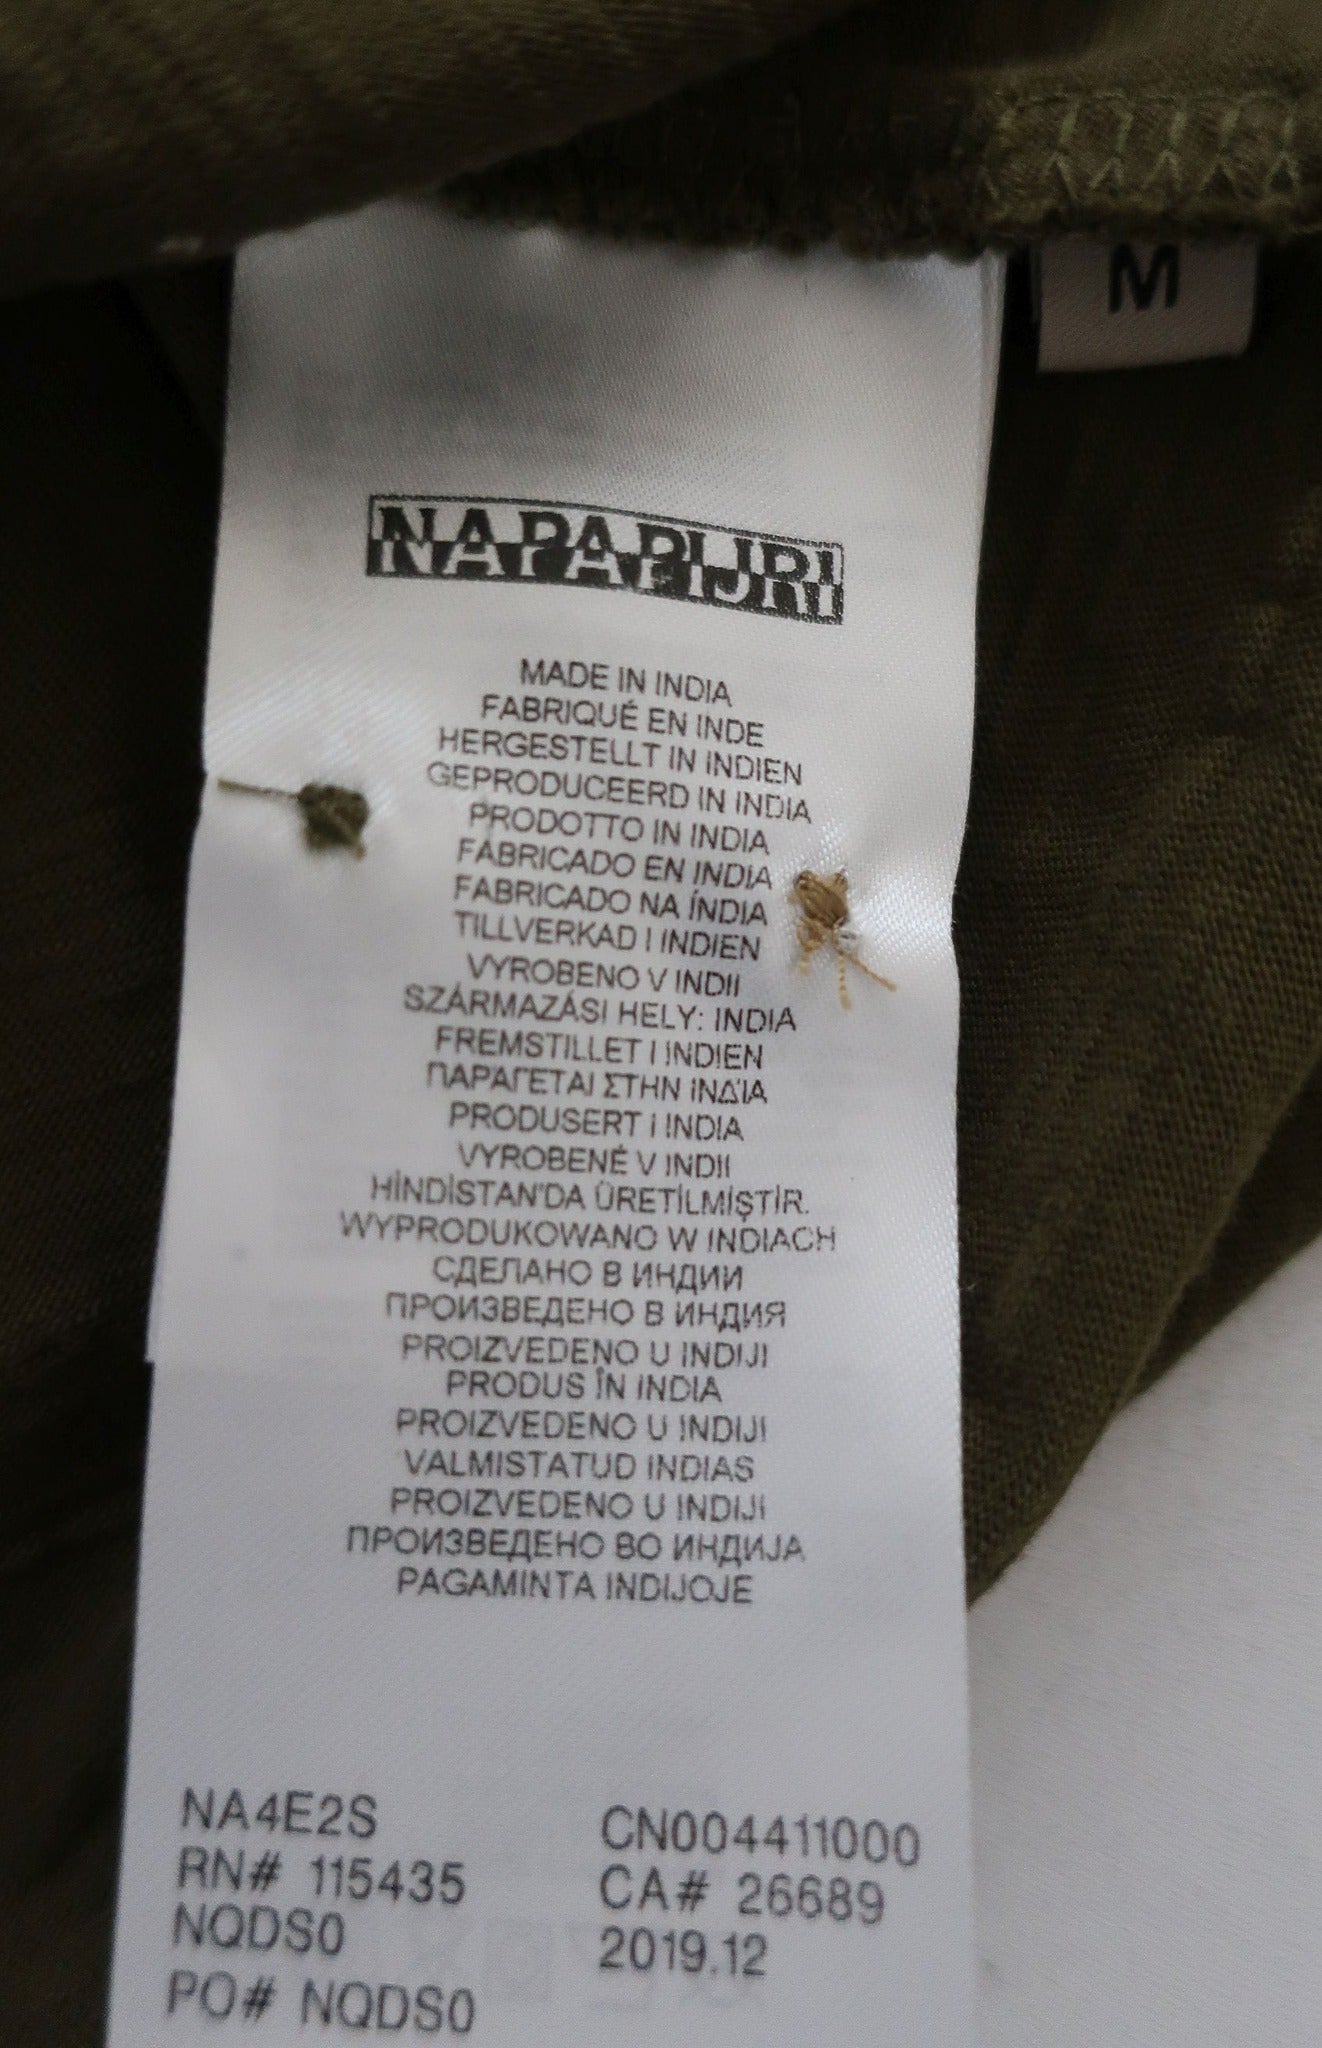 M
NAPAPIJRI
MADE IN INDIA
FABRIQUÉ EN INDE
HERGESTELLT IN INDIEN
GEPRODUCEERD IN INDIA
PRODOTTO IN INDIA
FABRICADO EN INDIA
FABRICADO NA ÍNDIA
TILLVERKAD I INDIEN
VYROBENO V INDII
SZÁRMAZÁSI HELY: INDIA
FREMSTILLET I INDIEN
ΠΑΡΑΓΕΤΑΙ ΣΤΗΝ ΙΝΔΊΑ
PRODUSERT I INDIA
VYROBENÉ V INDII
HİNDİSTAN'DA ÜRETİLMİŞTİR.
WYPRODUKOWANO W INDIACH
СДЕЛАНО В ИНДИИ
ПРОИЗВЕДЕНО В ИНДИЯ
PROIZVEDENO U INDIJI
PRODUS ÎN INDIA
PROIZVEDENO U INDIJI
VALMISTATUD INDIAS
PROIZVEDENO U INDIJI
ПРОИЗВЕДЕНО ВО ИНДИЈА
PAGAMINTA INDIJOJE
NA4E2S CN004411000
RN# 115435 CA# 26689
NQDS0 2019.12
PO# NQDS0